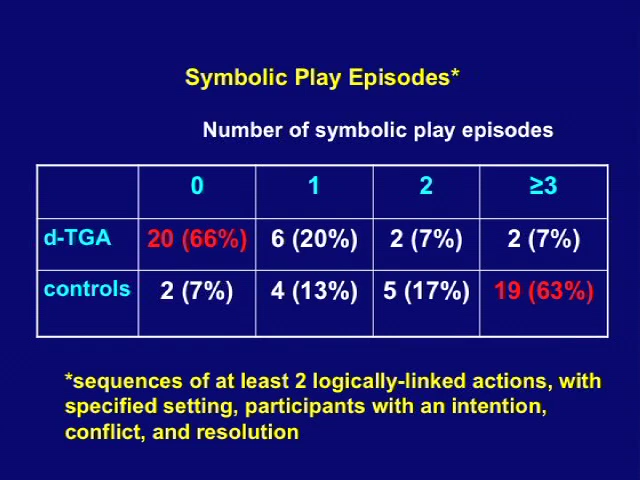 Symbolic Play Episodes*
Number of symbolic play episodes
0 1 2 ≥3
d-TGA 20 (66%) 6 (20%) 2 (7%) 2 (7%)
controls 2 (7%) 4 (13%) 5 (17%) 19 (63%)
*sequences of at least 2 logically-linked actions, with
specified setting, participants with an intention,
conflict, and resolution